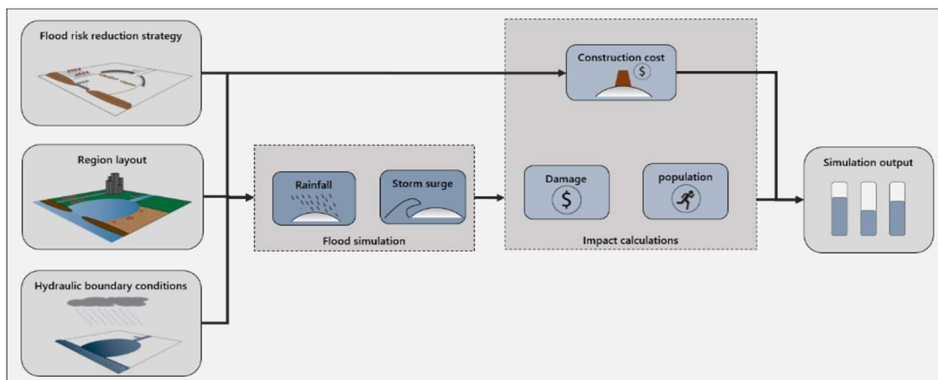 Flood risk reduction strategy
Region layout
Hydraulic boundary conditions
Rainfall
Storm surge
Flood simulation
Construction cost
$
Damage
$
population
Impact calculations
Simulation output